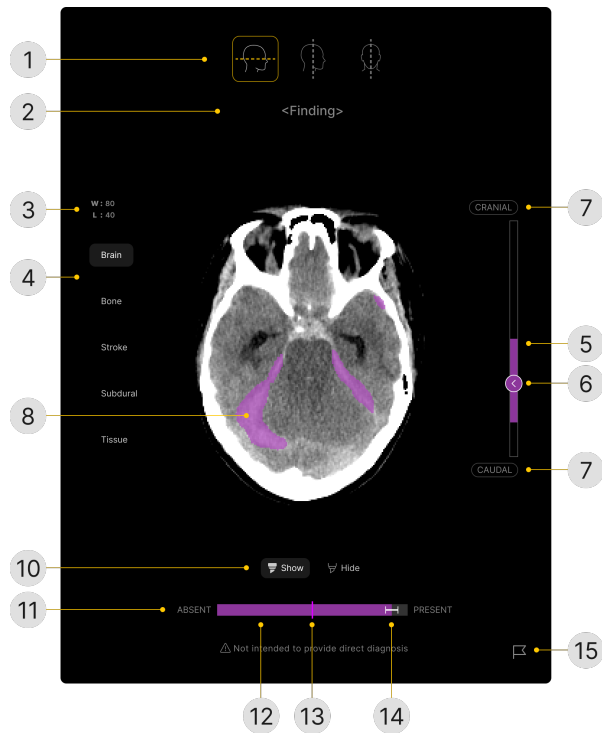 1
2
<Finding>
3
W : 80
L : 40
CRANIAL
7
4
Brain
Bone
Stroke
Subdural
Tissue
5
6
8
CAUDAL
7
10
Show
Hide
11
ABSENT
PRESENT
Not intended to provide direct diagnosis
15
12
13
14